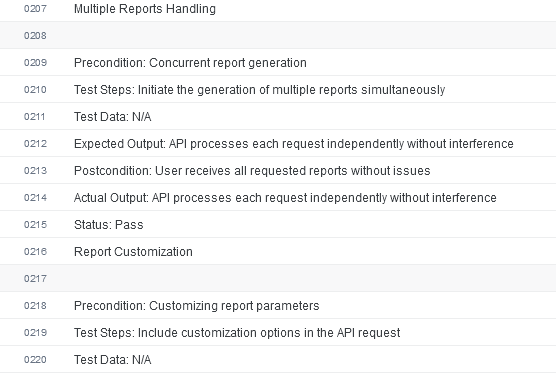 0207 Multiple Reports Handling
0208
0209 Precondition: Concurrent report generation
0210 Test Steps: Initiate the generation of multiple reports simultaneously
0211 Test Data: N/A
0212 Expected Output: API processes each request independently without interference
0213 Postcondition: User receives all requested reports without issues
0214 Actual Output: API processes each request independently without interference
0215 Status: Pass
0216 Report Customization
0217
0218 Precondition: Customizing report parameters
0219 Test Steps: Include customization options in the API request
0220 Test Data: N/A